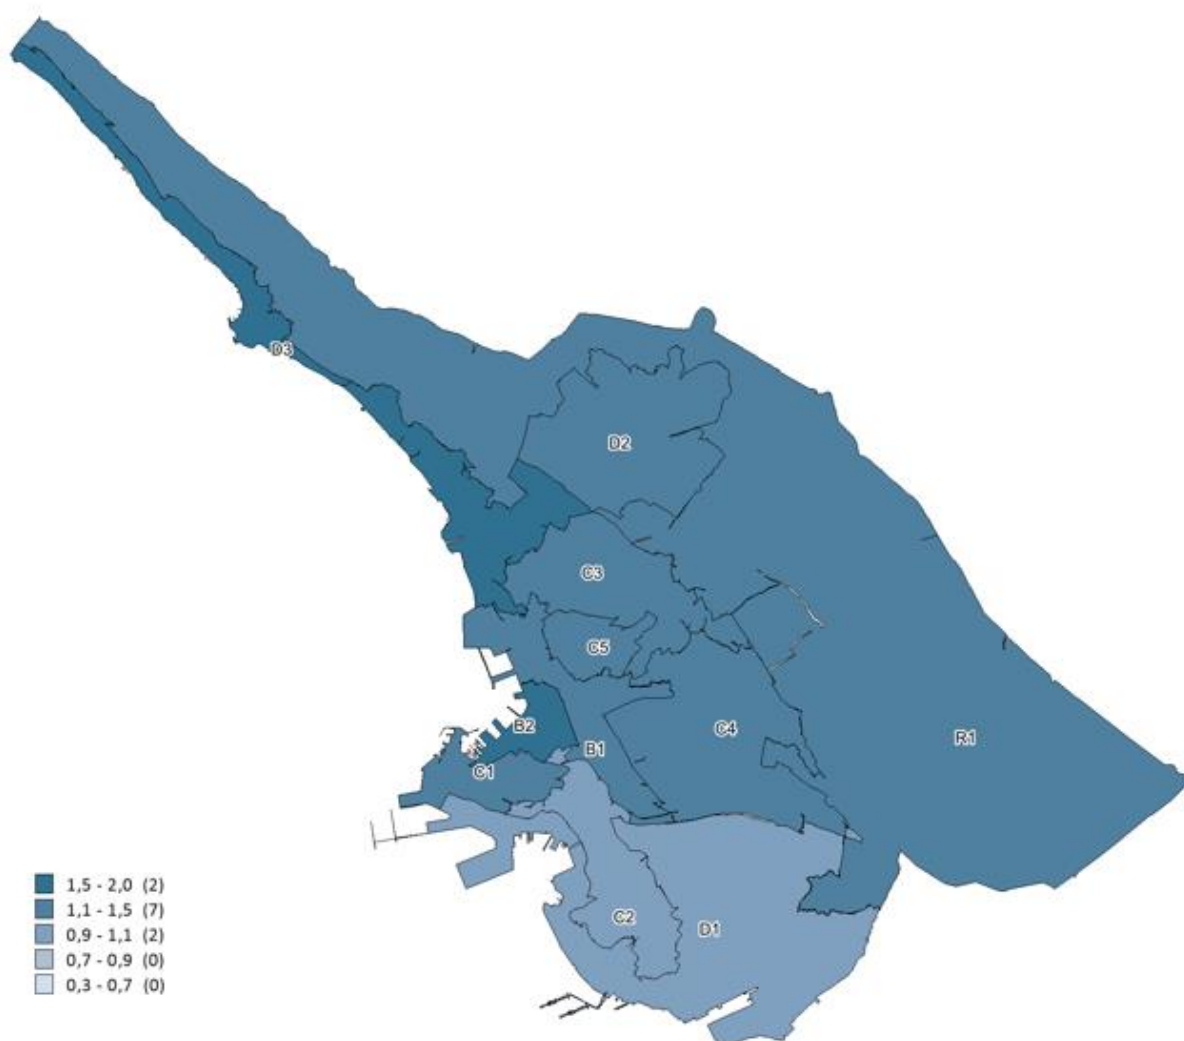 D3
D2
C3
C5
B2
C4
R1
B1
C1
C2
D1
1,5 - 2,0 (2)
1,1 - 1,5 (7)
0,9 - 1,1 (2)
0,7 - 0,9 (0)
0,3 - 0,7 (0)